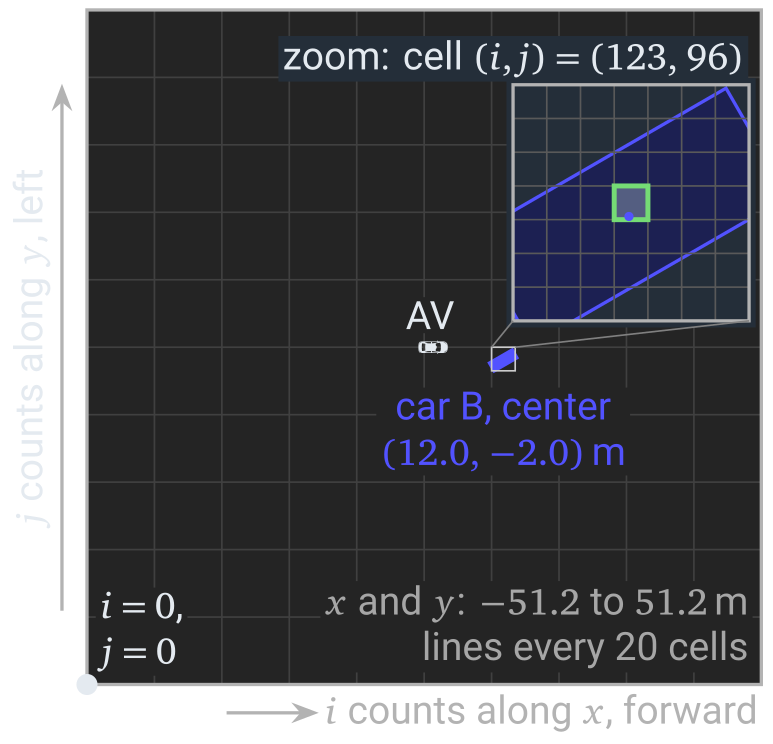 zoom: cell (i, j) = (123, 96)
j counts along y, left
AV
car B, center
(12.0, −2.0) m
i = 0,
j = 0
x and y: −51.2 to 51.2 m
lines every 20 cells
i counts along x, forward